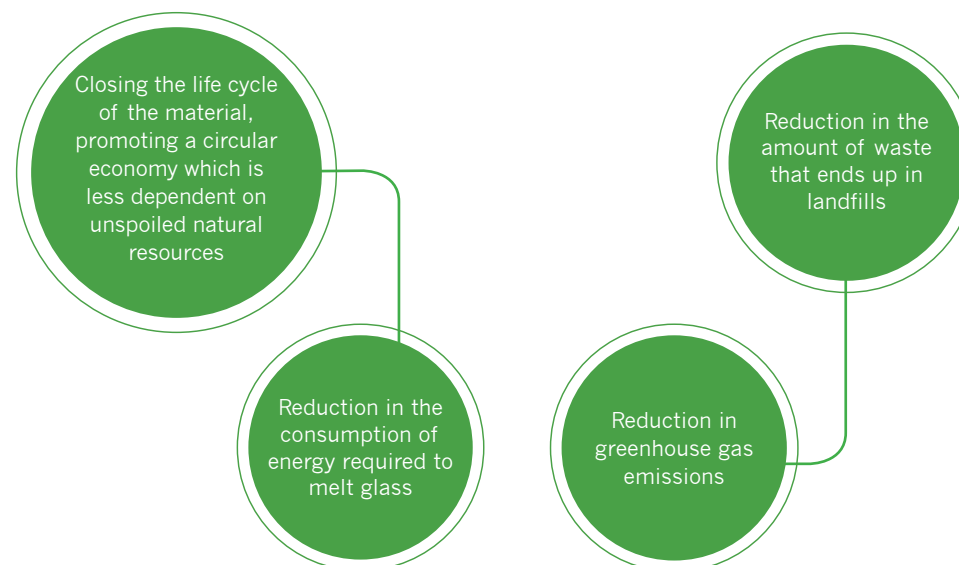 Closing the life cycle
of the material,
promoting a circular
economy which is
less dependent on
unspoiled natural
resources
Reduction in the
amount of waste
that ends up in
landfills
Reduction in the
consumption of
energy required to
melt glass
Reduction in
greenhouse gas
emissions